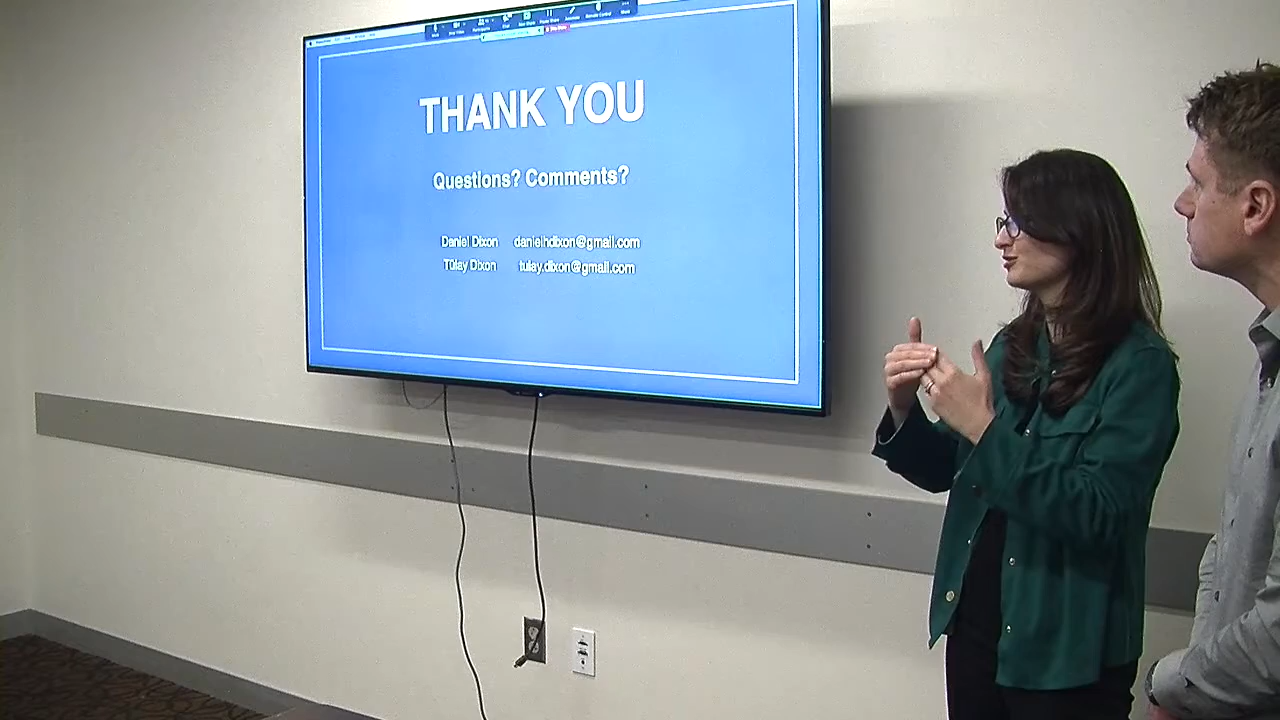 THANK YOU
Questions? Comments?
Daniel Dixon danielhdixon@gmail.com
Tülay Dixon tulay.dixon@gmail.com